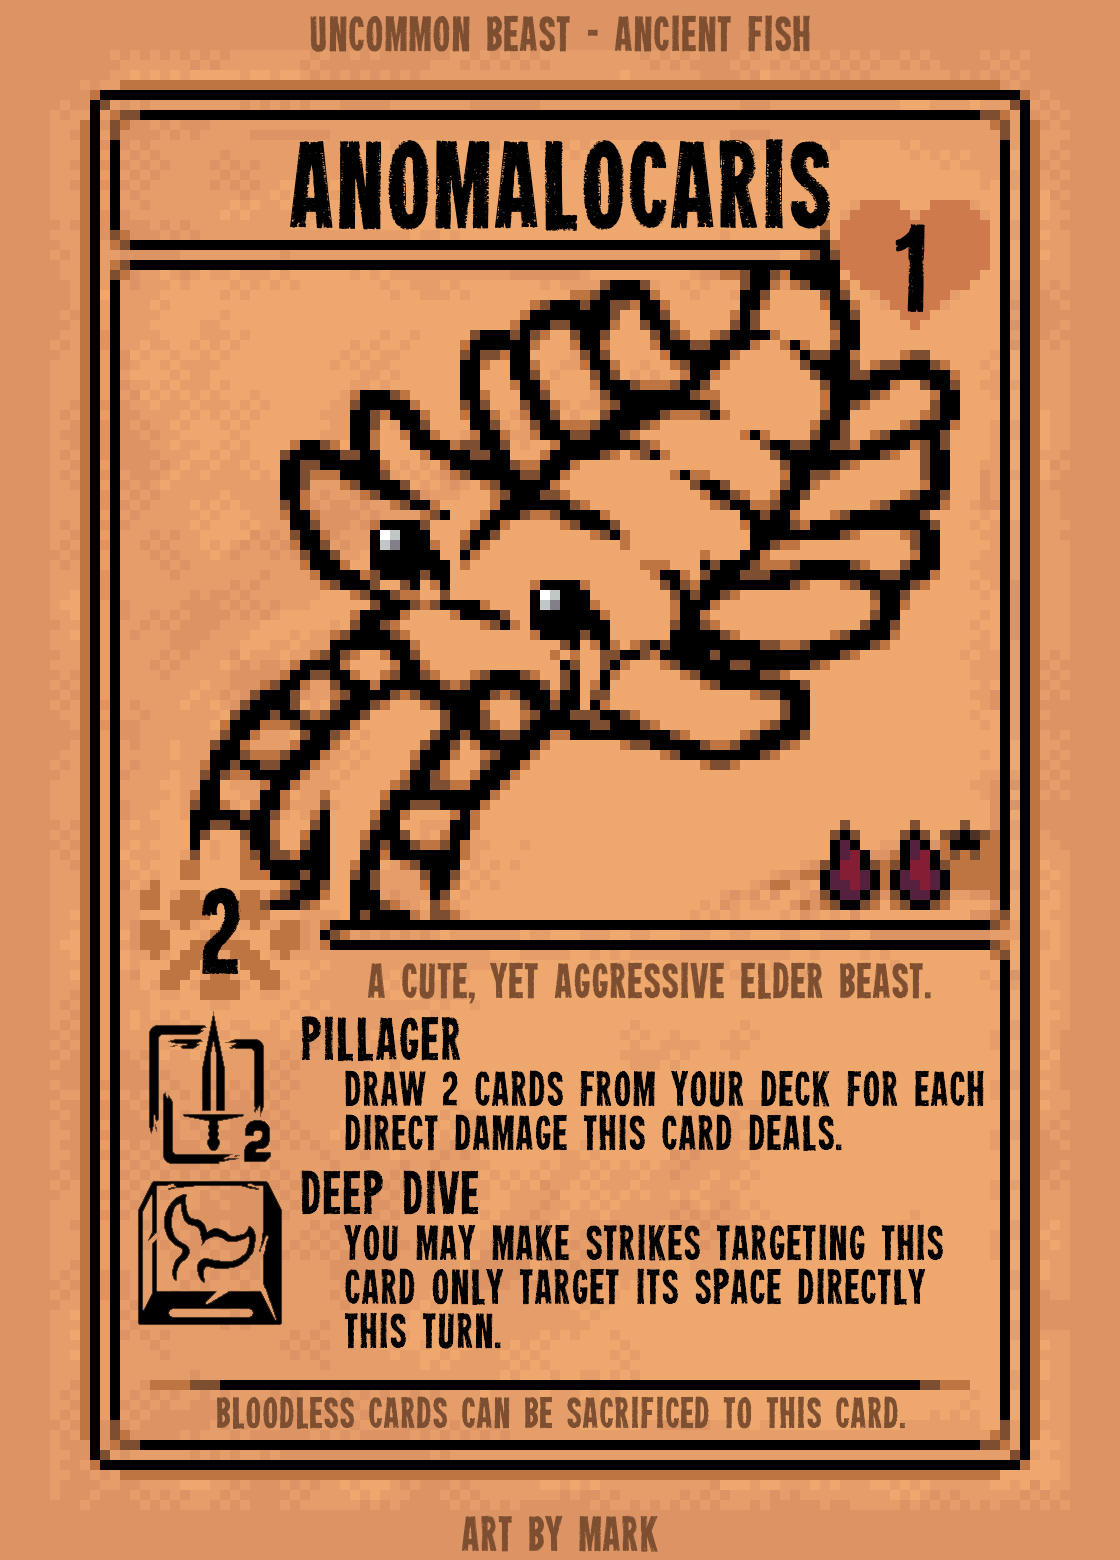 UNCOMMON BEAST - ANCIENT FISH
ANOMALOCARIS
1
2
A CUTE, YET AGGRESSIVE ELDER BEAST.
PILLAGER
DRAW 2 CARDS FROM YOUR DECK FOR EACH
DIRECT DAMAGE THIS CARD DEALS.
2
DEEP DIVE
YOU MAY MAKE STRIKES TARGETING THIS
CARD ONLY TARGET ITS SPACE DIRECTLY
THIS TURN.
BLOODLESS CARDS CAN BE SACRIFICED TO THIS CARD.
ART BY MARK